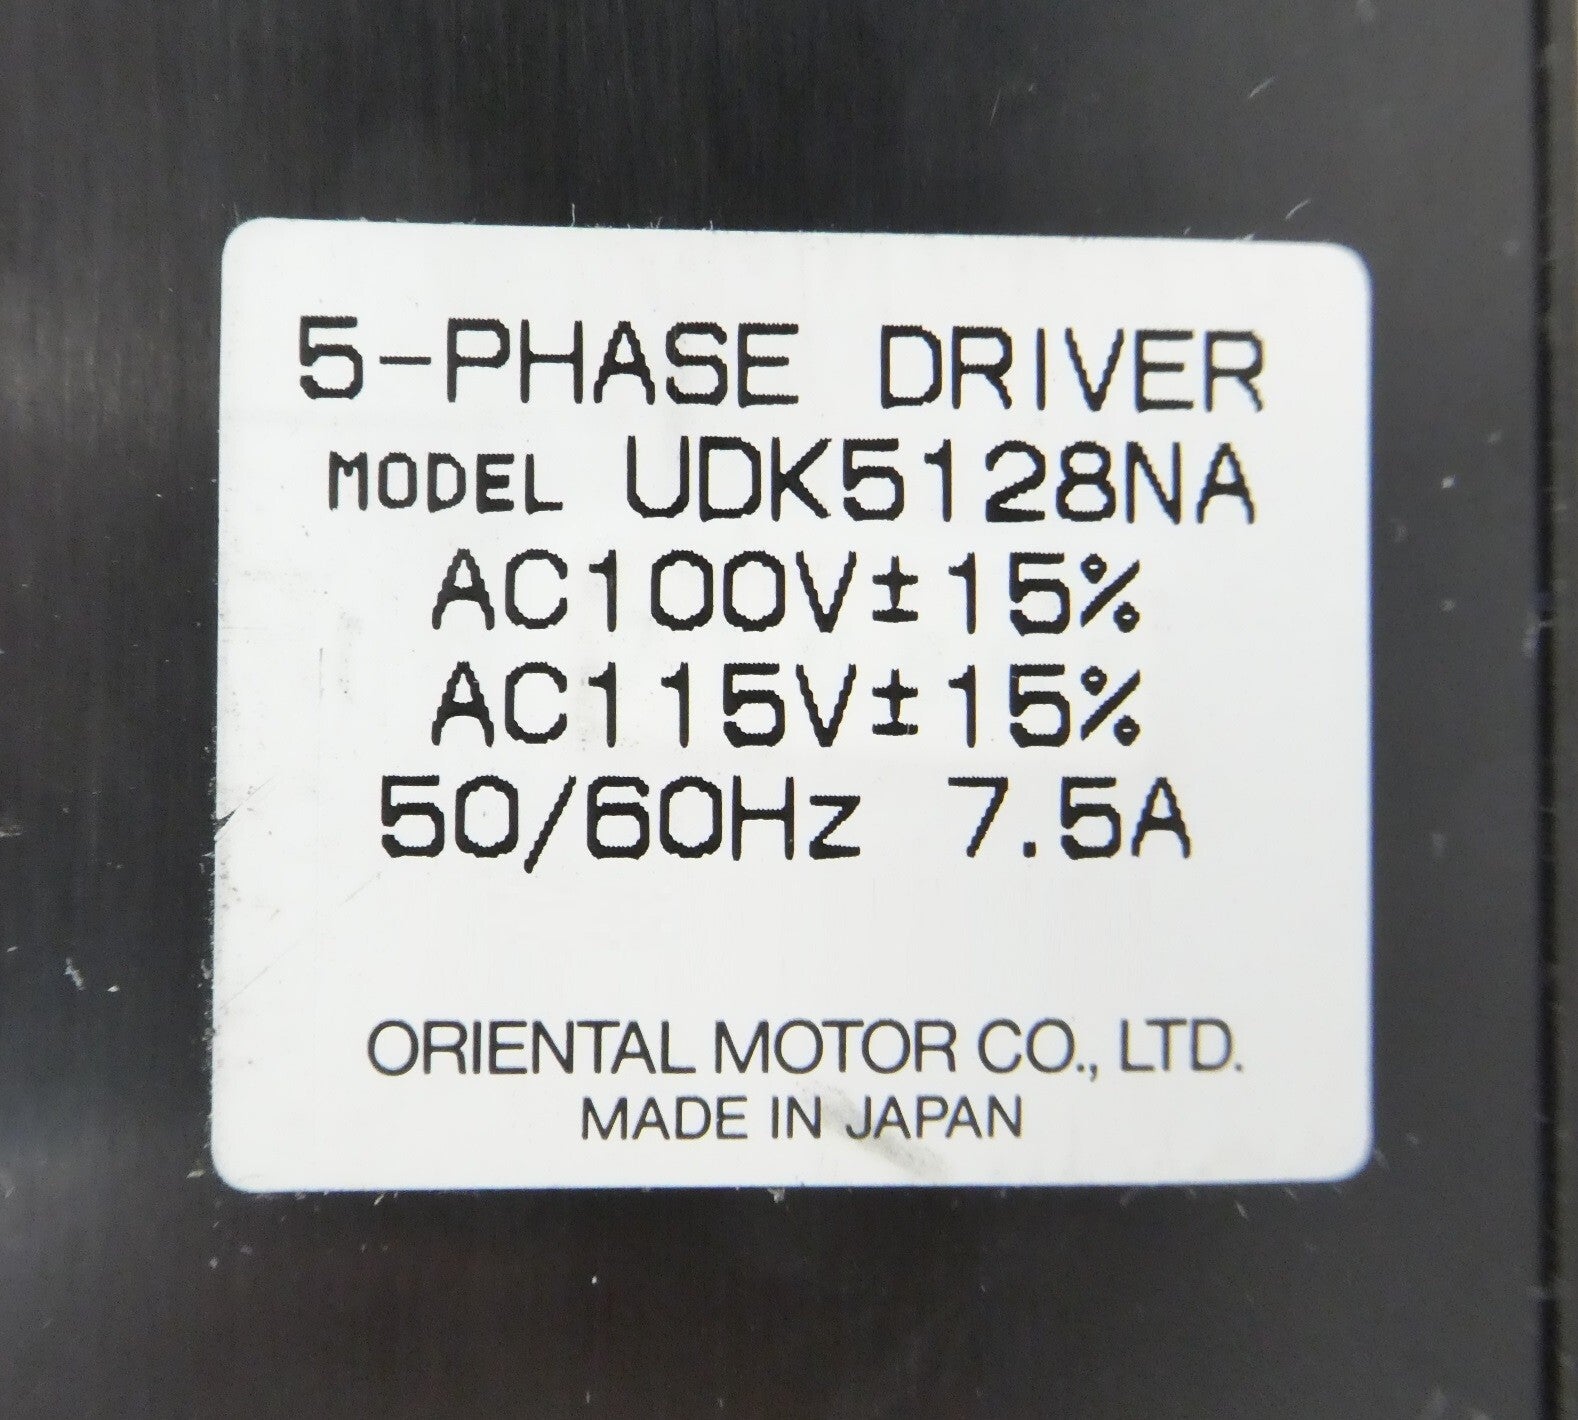 5-PHASE DRIVER
MODEL UDK5128NA
AC100V±15%
AC115V±15%
50/60Hz 7.5A
ORIENTAL MOTOR CO., LTD.
MADE IN JAPAN